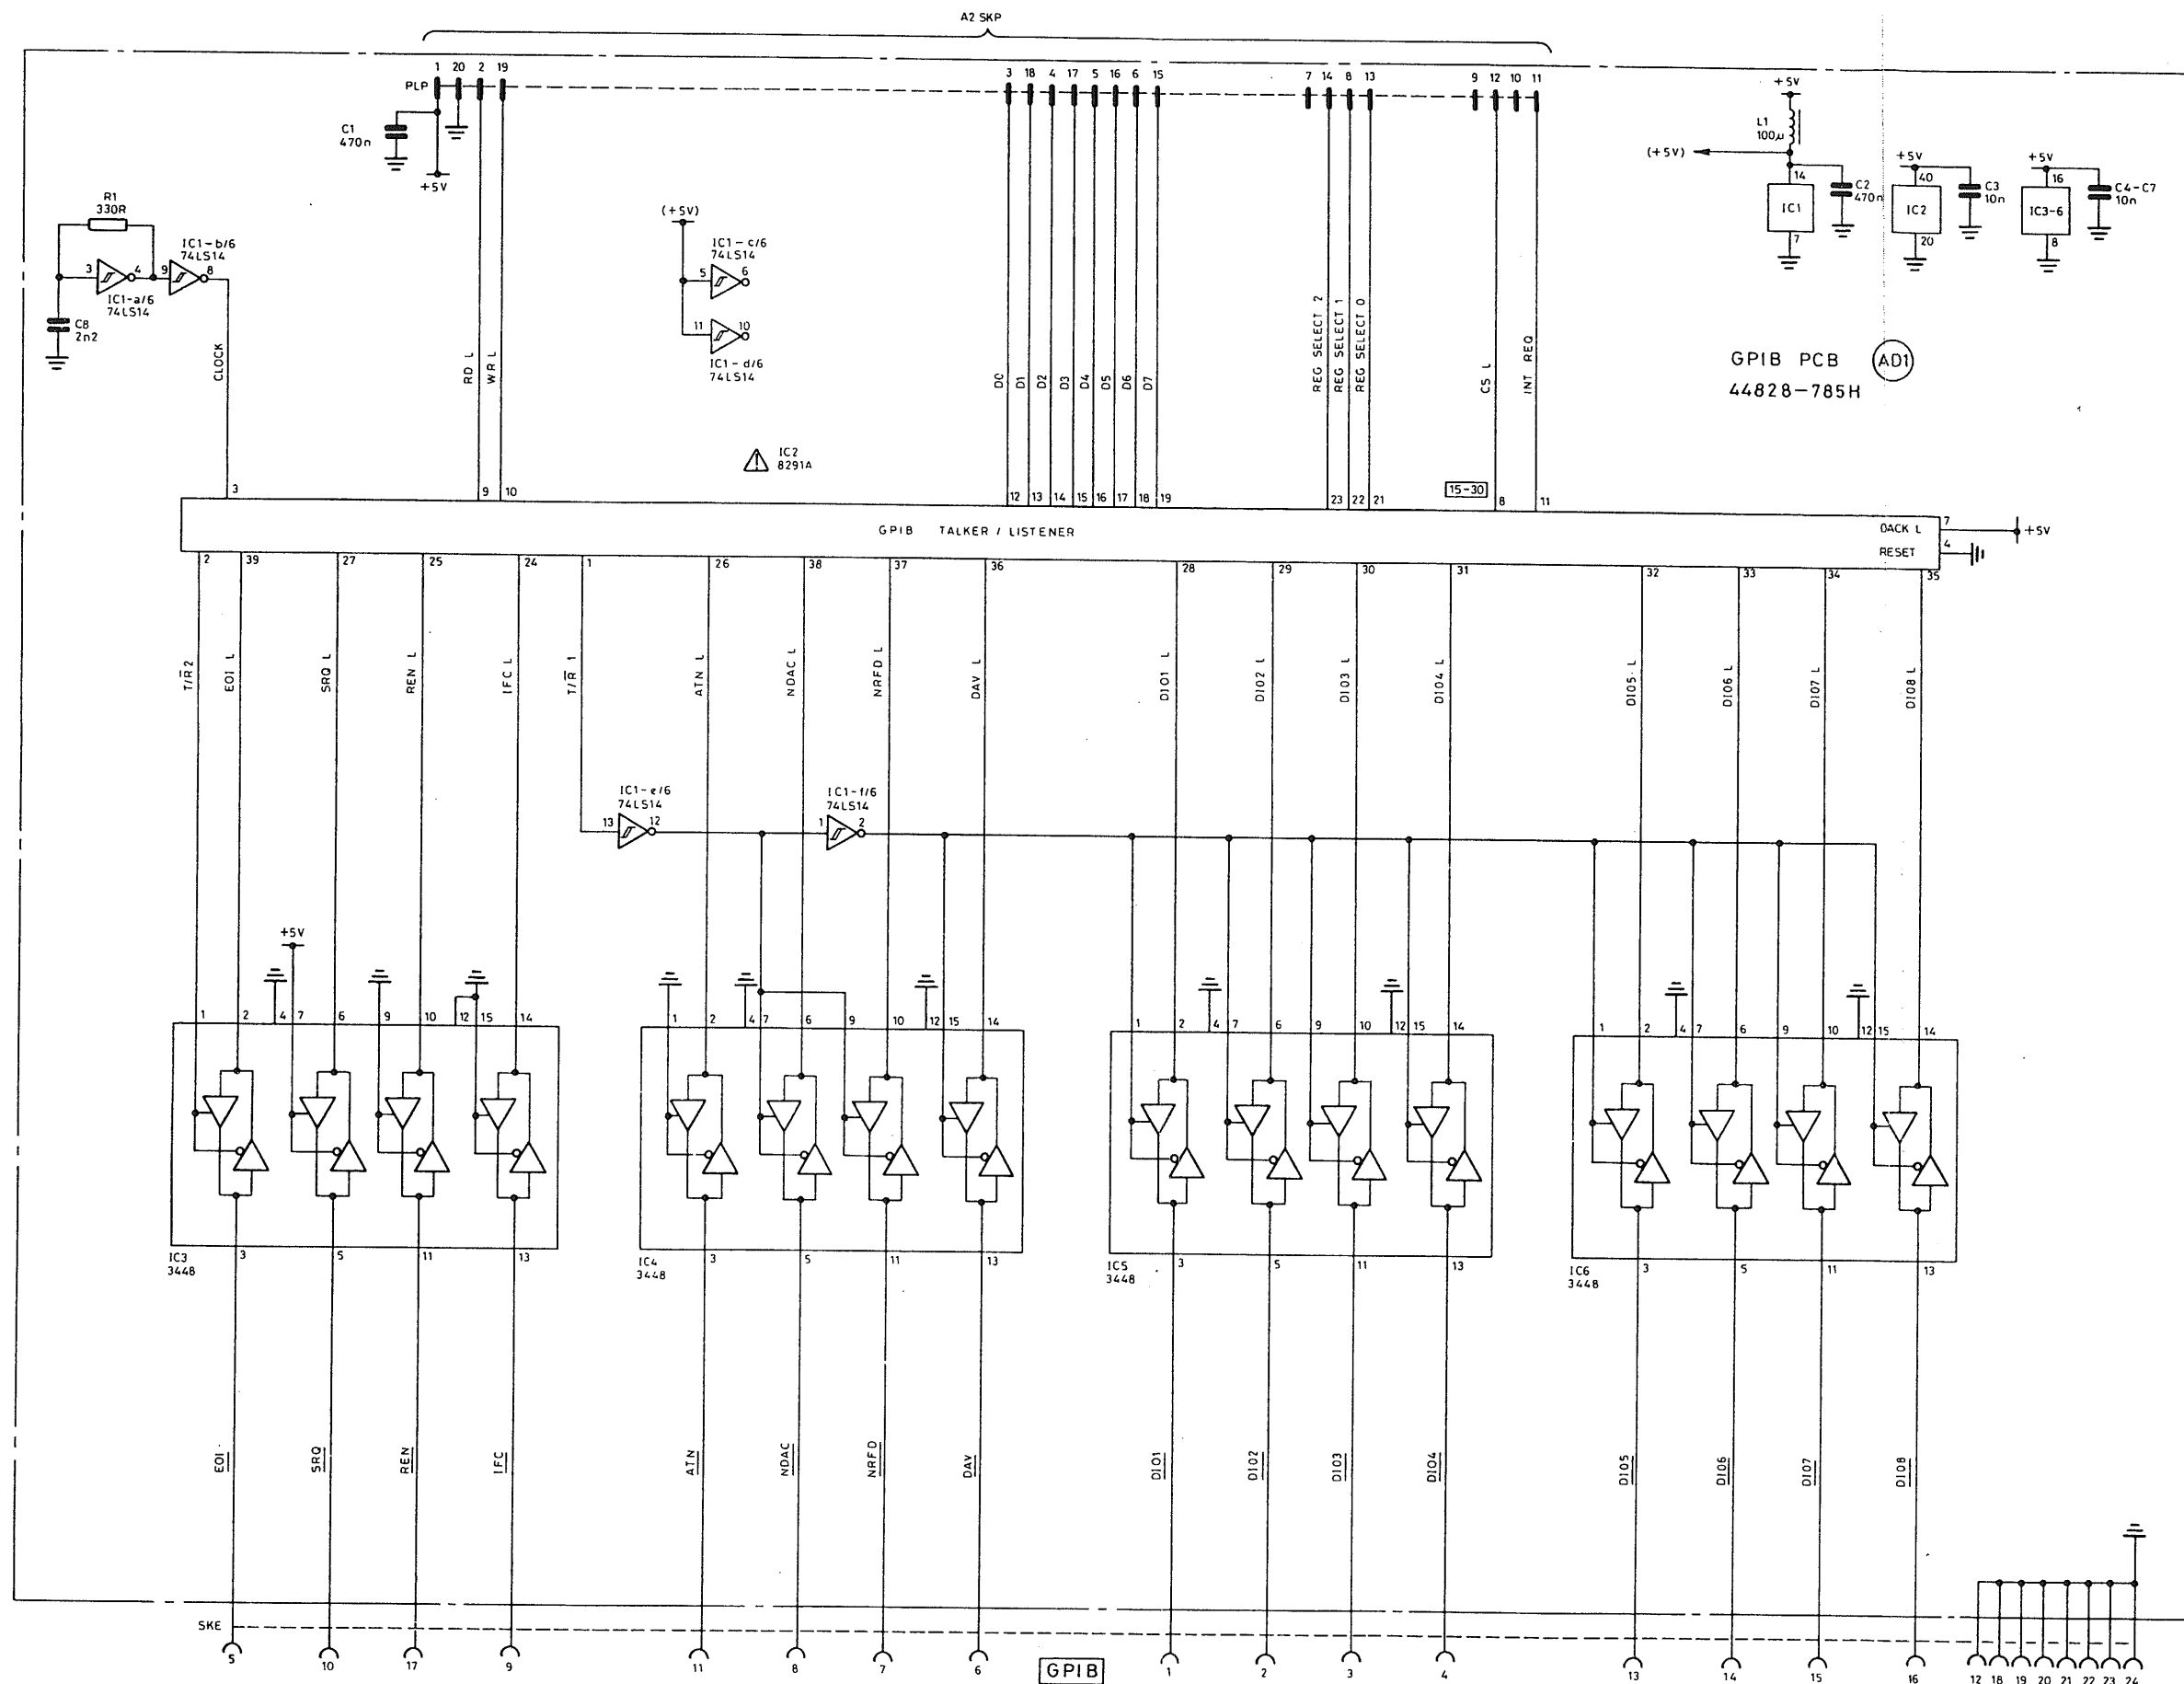 A2 SKP
PLP
1 20 2 19
3 18 4 17 5 16 6 15
7 14 8 13
9 12 10 11
C1
470n
+5V
R1
330R
3 4
IC1-a/6
74LS14
IC1-b/6
74LS14
9 8
C8
2n2
CLOCK
RD L
WR L
(+5V)
IC1-c/6
74LS14
5 6
11 10
IC1-d/6
74LS14
D0
D1
D2
D3
D4
D5
D6
D7
REG SELECT 2
REG SELECT 1
REG SELECT 0
CS L
INT REQ
+5V
L1
100µ
(+5V)
14
IC1
7
C2
470n
+5V
40
IC2
20
C3
10n
+5V
16
IC3-6
8
C4-C7
10n
GPIB PCB AD1
44828-785H
IC2
8291A
15-30
3 9 10 12 13 14 15 16 17 18 19 23 22 21 8 11
GPIB TALKER / LISTENER
DACK L 7 +5V
RESET 4
2 39 27 25 24 1 26 38 37 36 28 29 30 31 32 33 34 35
T/R̅2
EOI L
SRQ L
REN L
IFC L
T/R̅ 1
ATN L
NDAC L
NRFD L
DAV L
DIO1 L
DIO2 L
DIO3 L
DIO4 L
DIO5 L
DIO6 L
DIO7 L
DIO8 L
IC1-e/6
74LS14
13 12
IC1-f/6
74LS14
1 2
+5V
1 2 4 7 6 9 10 12 15 14
1 2 4 7 6 9 10 12 15 14
1 2 4 7 6 9 10 12 15 14
1 2 4 7 6 9 10 12 15 14
IC3
3448
3 5 11 13
IC4
3448
3 5 11 13
IC5
3448
3 5 11 13
IC6
3448
3 5 11 13
EOI
SRQ
REN
IFC
ATN
NDAC
NRFD
DAV
DIO1
DIO2
DIO3
DIO4
DIO5
DIO6
DIO7
DIO8
SKE
5 10 17 9 11 8 7 6 GPIB 1 2 3 4 13 14 15 16 12 18 19 20 21 22 23 24